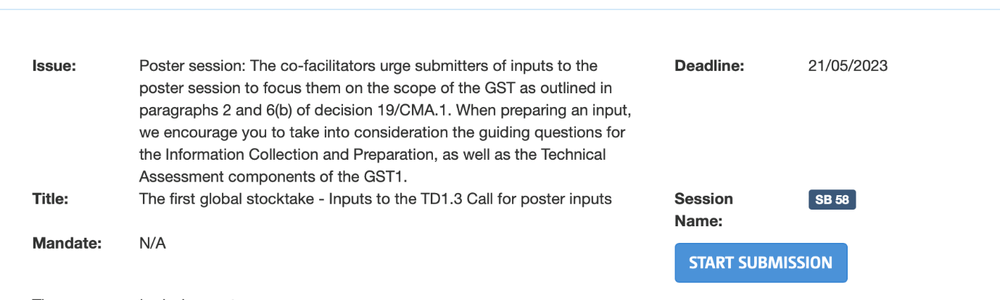 Issue:
Poster session: The co-facilitators urge submitters of inputs to the
poster session to focus them on the scope of the GST as outlined in
paragraphs 2 and 6(b) of decision 19/CMA.1. When preparing an input,
we encourage you to take into consideration the guiding questions for
the Information Collection and Preparation, as well as the Technical
Assessment components of the GST1.
Deadline:
21/05/2023
Title:
The first global stocktake - Inputs to the TD1.3 Call for poster inputs
Session
Name:
SB 58
Mandate:
N/A
START SUBMISSION